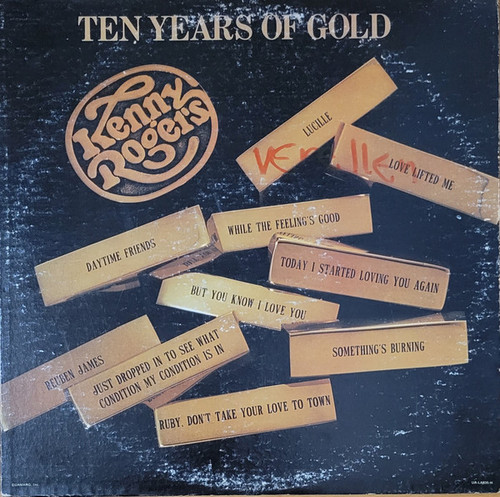 TEN YEARS OF GOLD
Kenny
Rogers
LUCILLE
LOVE LIFTED ME
WHILE THE FEELING'S GOOD
DAYTIME FRIENDS
TODAY I STARTED LOVING YOU AGAIN
BUT YOU KNOW I LOVE YOU
SOMETHING'S BURNING
REUBEN JAMES
JUST DROPPED IN TO SEE WHAT
CONDITION MY CONDITION IS IN
RUBY, DON'T TAKE YOUR LOVE TO TOWN